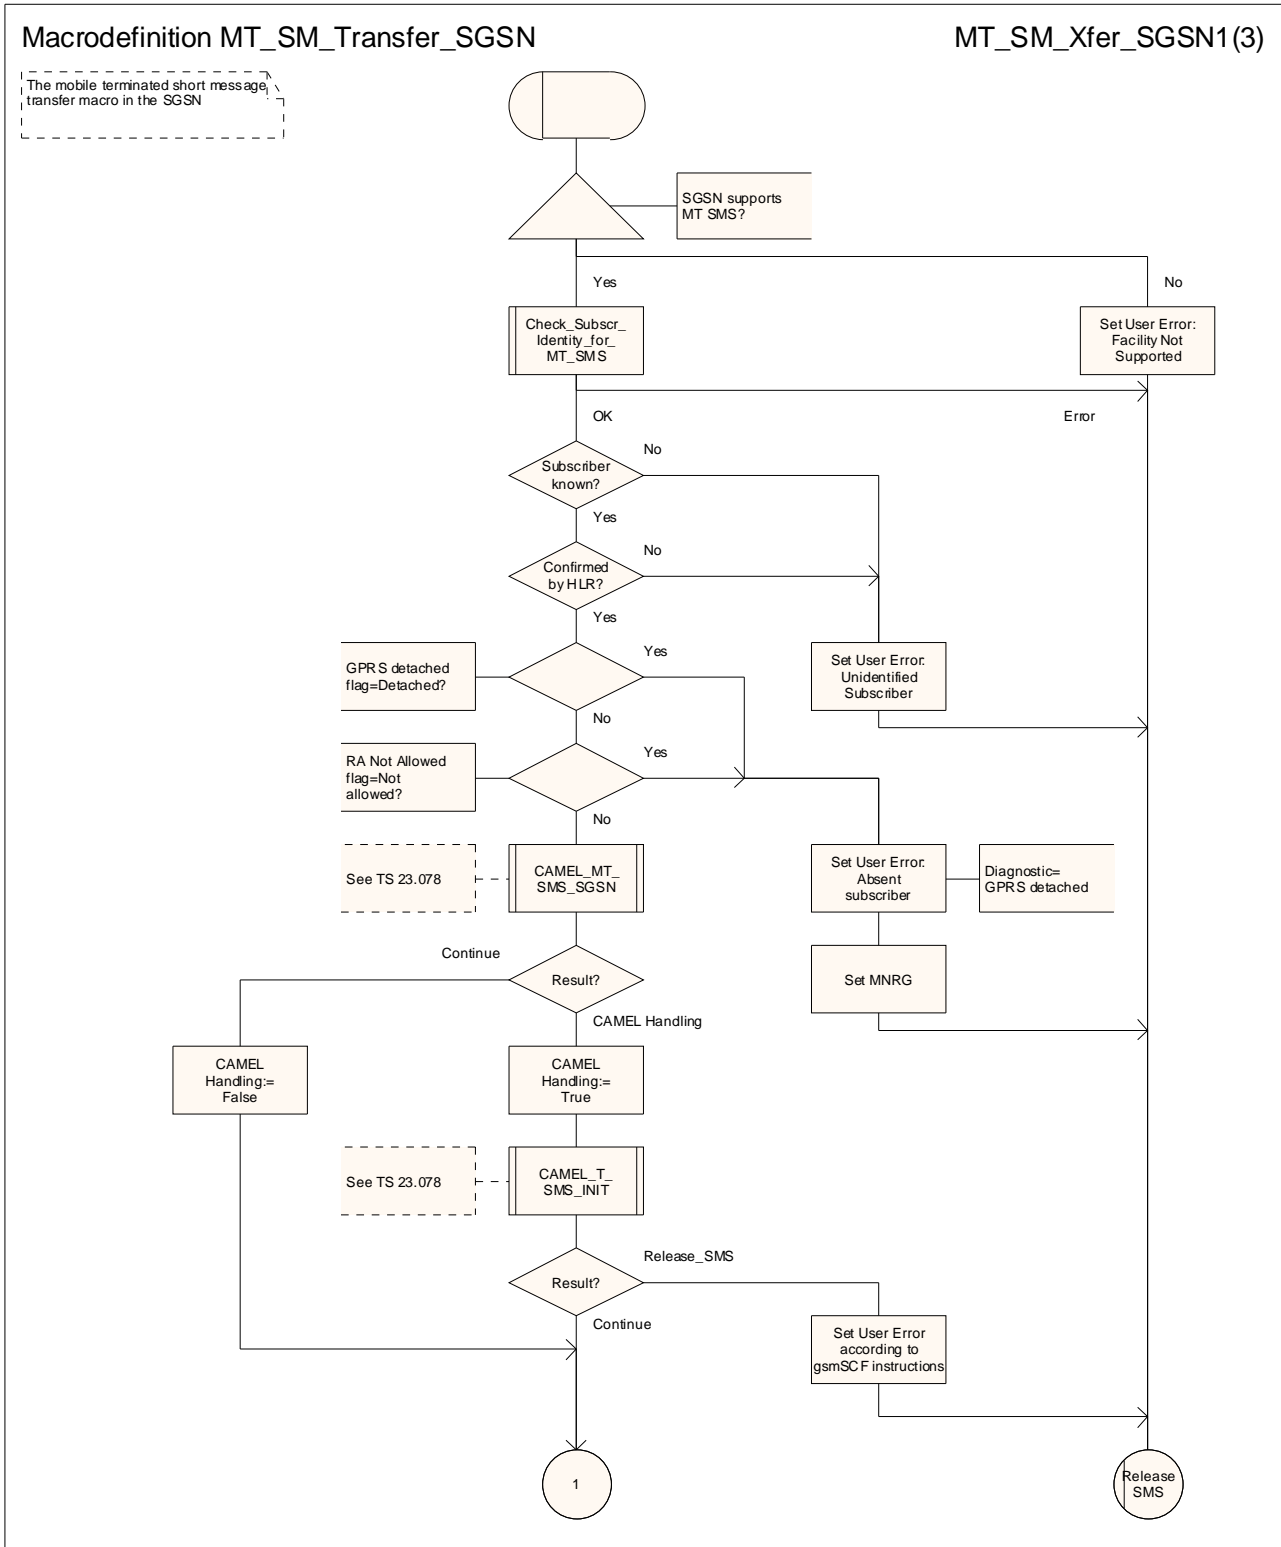 Macrodefinition MT_SM_Transfer_SGSN
MT_SM_Xfer_SGSN1(3)
The mobile terminated short message
transfer macro in the SGSN
SGSN supports
MT SMS?
Yes
No
Check_Subscr_
Identity_for_
MT_SMS
Set User Error:
Facility Not
Supported
OK
Error
Subscriber
known?
No
Yes
Confirmed
by HLR?
No
Yes
GPRS detached
flag=Detached?
Yes
Set User Error:
Unidentified
Subscriber
No
RA Not Allowed
flag=Not
allowed?
Yes
No
See TS 23.078
CAMEL_MT_
SMS_SGSN
Set User Error:
Absent
subscriber
Diagnostic=
GPRS detached
Continue
Result?
Set MNRG
CAMEL Handling
CAMEL
Handling:=
False
CAMEL
Handling:=
True
See TS 23.078
CAMEL_T_
SMS_INIT
Release_SMS
Result?
Continue
Set User Error
according to
gsmSCF instructions
1
Release
SMS